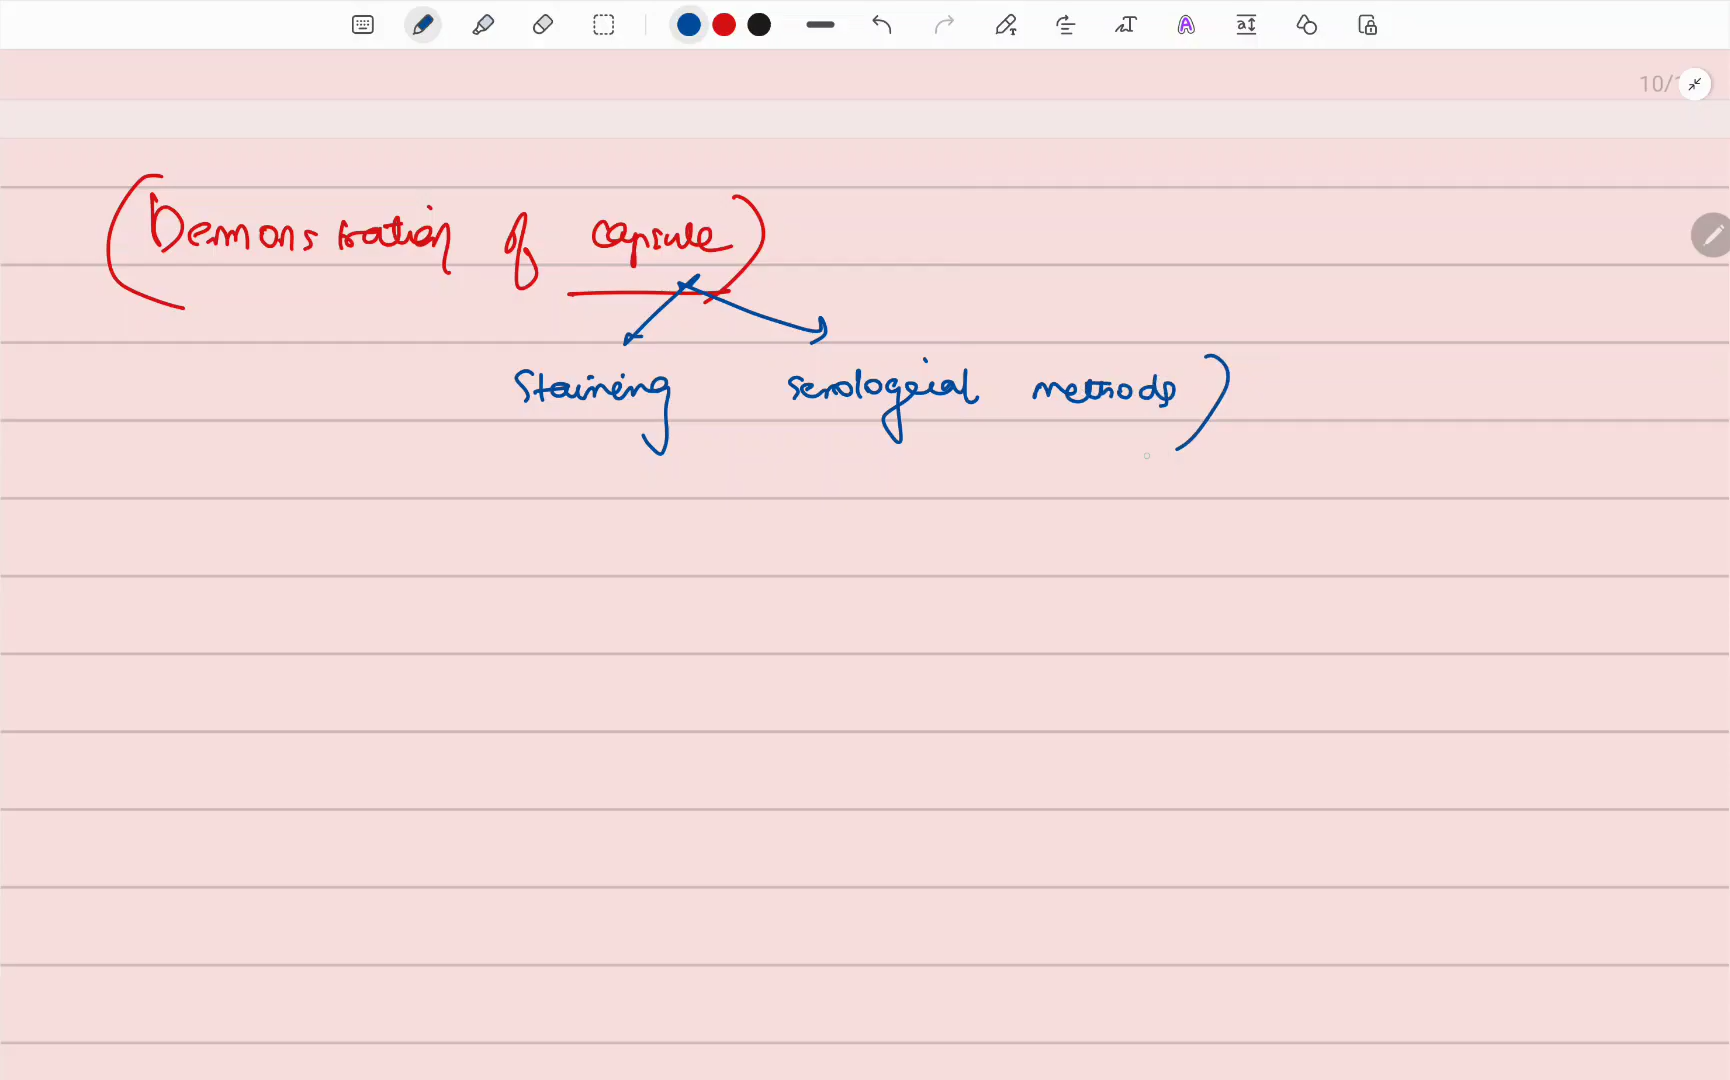 10/
Demonstration of capsule
Staining serological methods